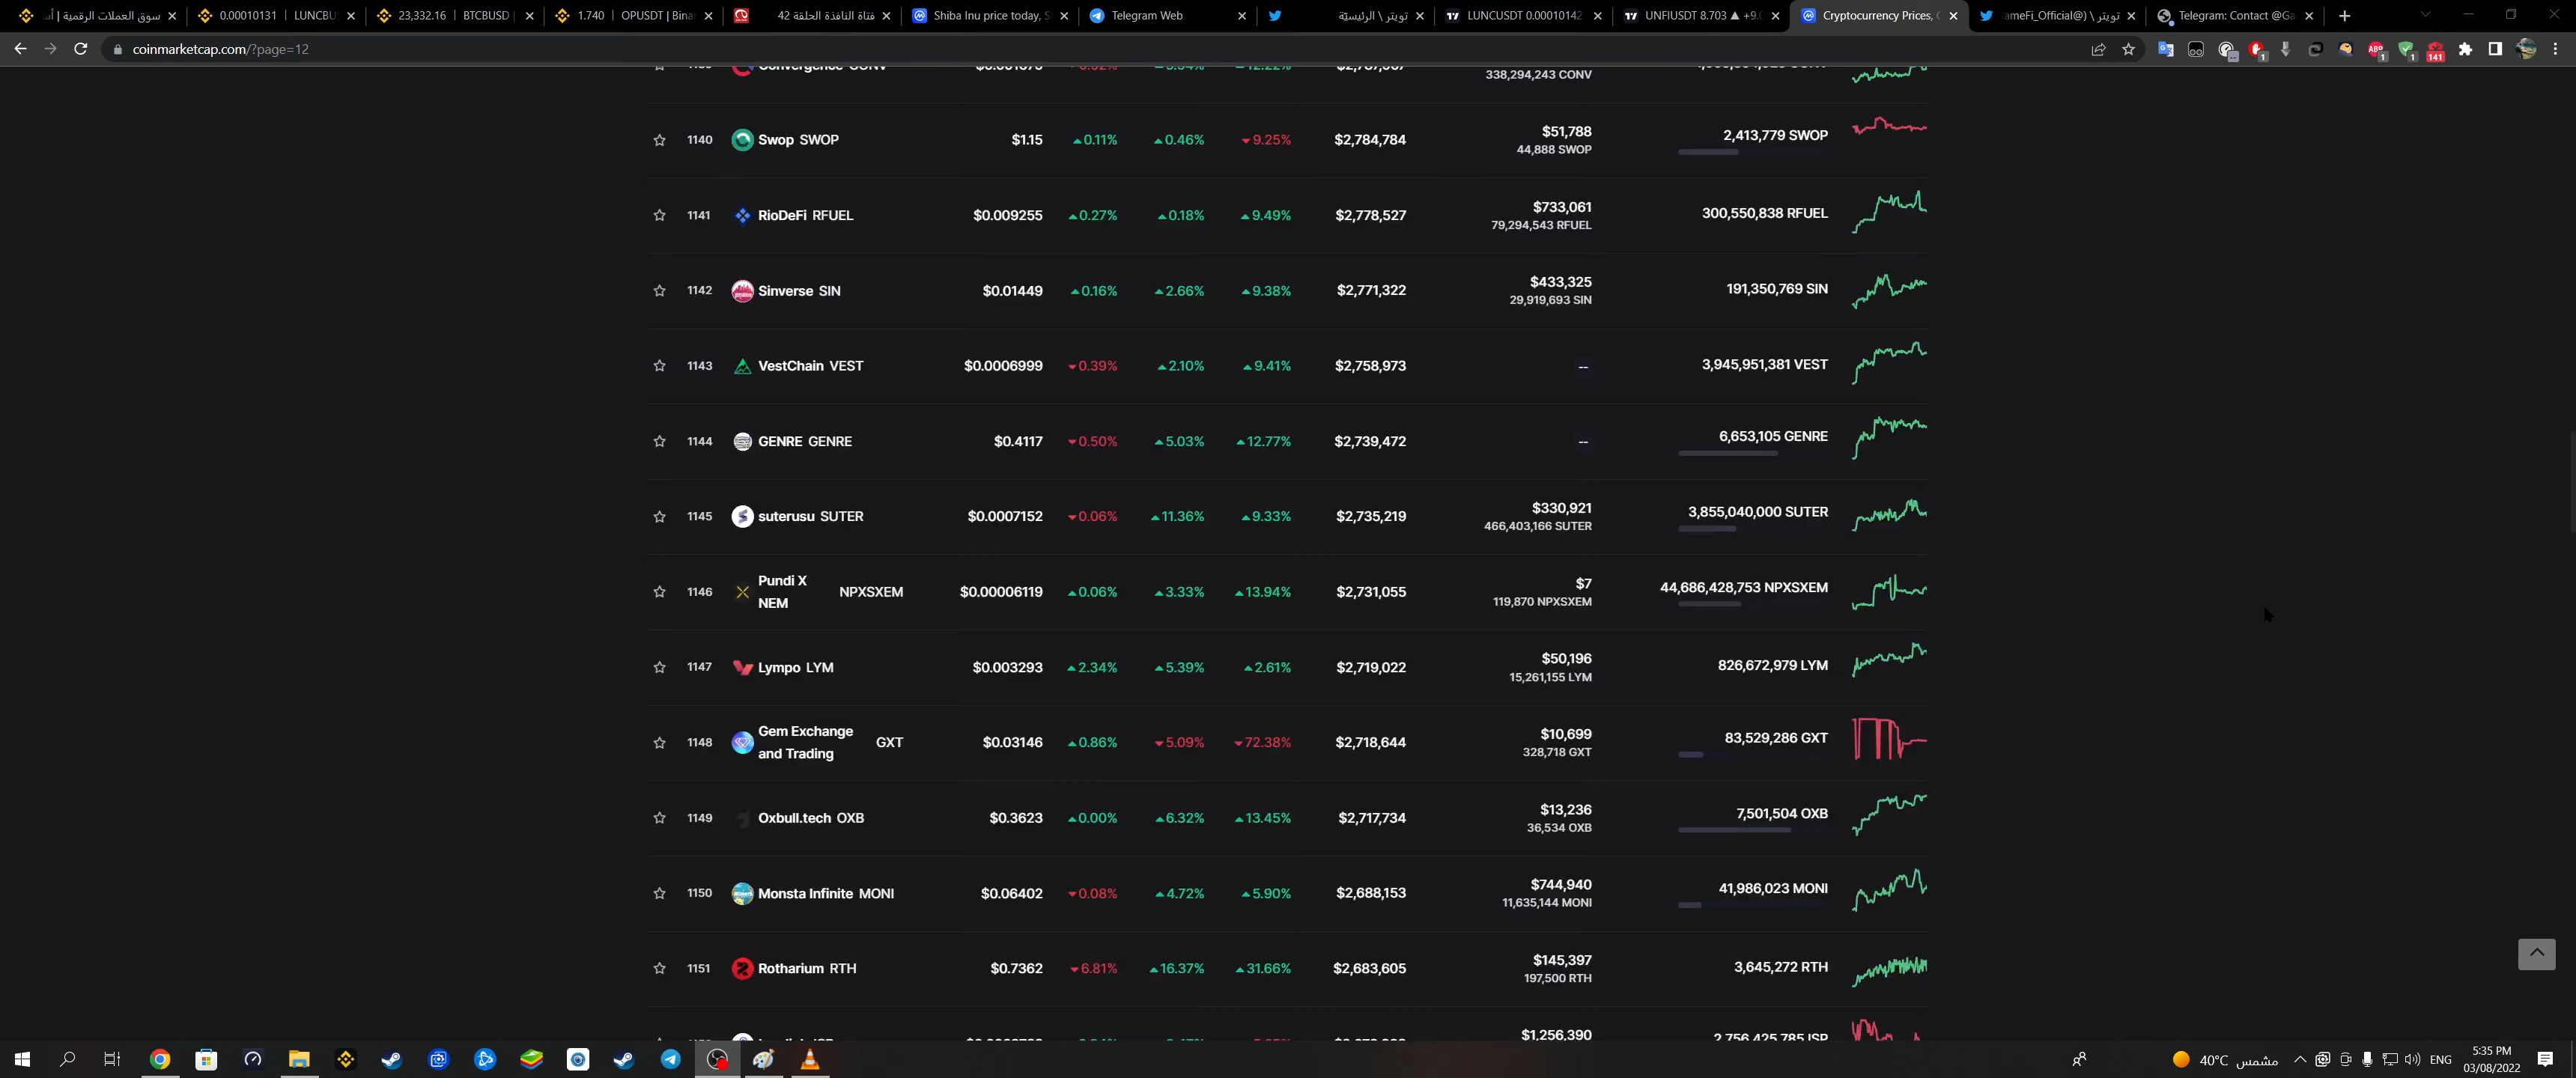 سوق العملات الرقمية | أس
0.00010131 | LUNCBU
23,332.16 | BTCBUSD |
1.740 | OPUSDT | Bina
فتاة النافذة الحلقة 42
Shiba Inu price today, S
Telegram Web
تويتر \ الرئيسيّة
LUNCUSDT 0.00010142
UNFIUSDT 8.703 ▲ +9.
Cryptocurrency Prices,
تويتر \ (@ameFi_Official
Telegram: Contact @Ga
coinmarketcap.com/?page=12
ABP
141
338,294,243 CONV
1140 Swop SWOP $1.15 0.11% 0.46% 9.25% $2,784,784 $51,788 2,413,779 SWOP
44,888 SWOP
1141 RioDeFi RFUEL $0.009255 0.27% 0.18% 9.49% $2,778,527 $733,061 300,550,838 RFUEL
79,294,543 RFUEL
1142 Sinverse SIN $0.01449 0.16% 2.66% 9.38% $2,771,322 $433,325 191,350,769 SIN
29,919,693 SIN
1143 VestChain VEST $0.0006999 0.39% 2.10% 9.41% $2,758,973 -- 3,945,951,381 VEST
1144 GENRE GENRE $0.4117 0.50% 5.03% 12.77% $2,739,472 -- 6,653,105 GENRE
1145 suterusu SUTER $0.0007152 0.06% 11.36% 9.33% $2,735,219 $330,921 3,855,040,000 SUTER
466,403,166 SUTER
1146 Pundi X NEM NPXSXEM $0.00006119 0.06% 3.33% 13.94% $2,731,055 $7 44,686,428,753 NPXSXEM
119,870 NPXSXEM
1147 Lympo LYM $0.003293 2.34% 5.39% 2.61% $2,719,022 $50,196 826,672,979 LYM
15,261,155 LYM
1148 Gem Exchange and Trading GXT $0.03146 0.86% 5.09% 72.38% $2,718,644 $10,699 83,529,286 GXT
328,718 GXT
1149 Oxbull.tech OXB $0.3623 0.00% 6.32% 13.45% $2,717,734 $13,236 7,501,504 OXB
36,534 OXB
1150 Monsta Infinite MONI $0.06402 0.08% 4.72% 5.90% $2,688,153 $744,940 41,986,023 MONI
11,635,144 MONI
1151 Rotharium RTH $0.7362 6.81% 16.37% 31.66% $2,683,605 $145,397 3,645,272 RTH
197,500 RTH
$1,256,390
40°C مشمس
ENG
5:35 PM
03/08/2022